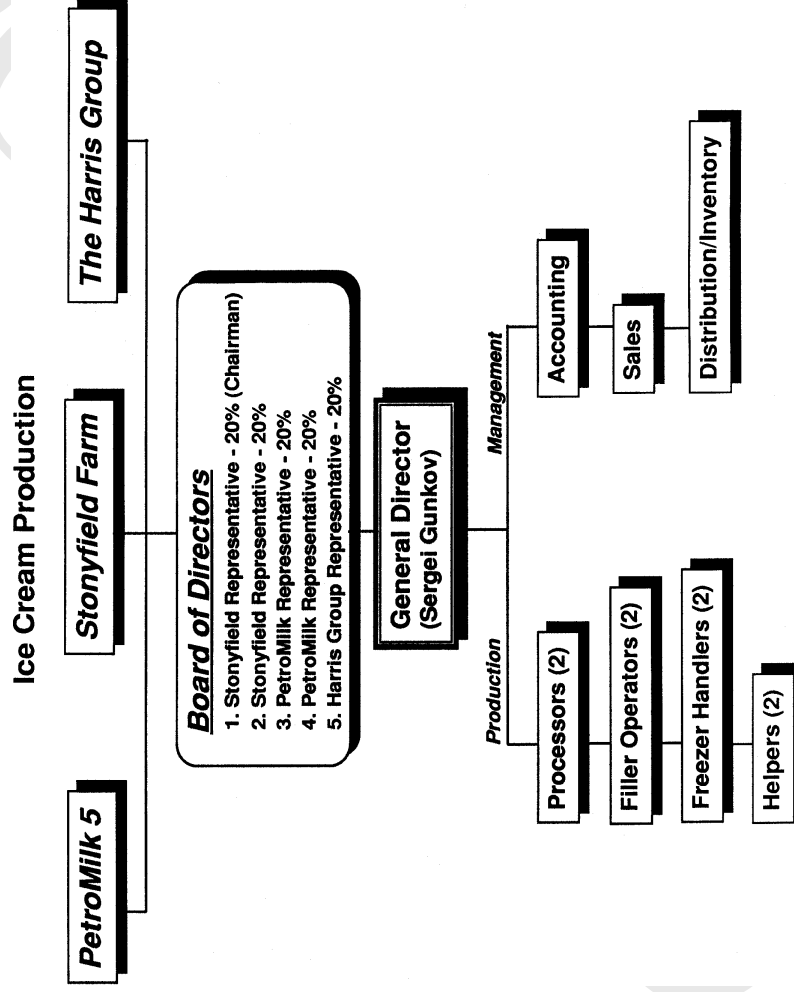 Ice Cream Production
PetroMilk 5
Stonyfield Farm
The Harris Group
Board of Directors
1. Stonyfield Representative - 20% (Chairman)
2. Stonyfield Representative - 20%
3. PetroMilk Representative - 20%
4. PetroMilk Representative - 20%
5. Harris Group Representative - 20%
General Director
(Sergei Gunkov)
Production
Management
Processors (2)
Filler Operators (2)
Freezer Handlers (2)
Helpers (2)
Accounting
Sales
Distribution/Inventory